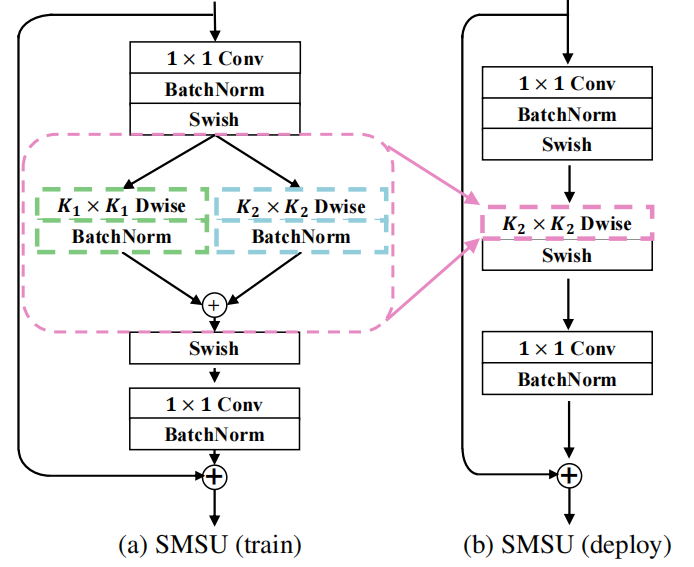 1 × 1 Conv
BatchNorm
Swish
K₁ × K₁ Dwise
BatchNorm
K₂ × K₂ Dwise
BatchNorm
+
Swish
1 × 1 Conv
BatchNorm
+
(a) SMSU (train)
1 × 1 Conv
BatchNorm
Swish
K₂ × K₂ Dwise
Swish
1 × 1 Conv
BatchNorm
+
(b) SMSU (deploy)